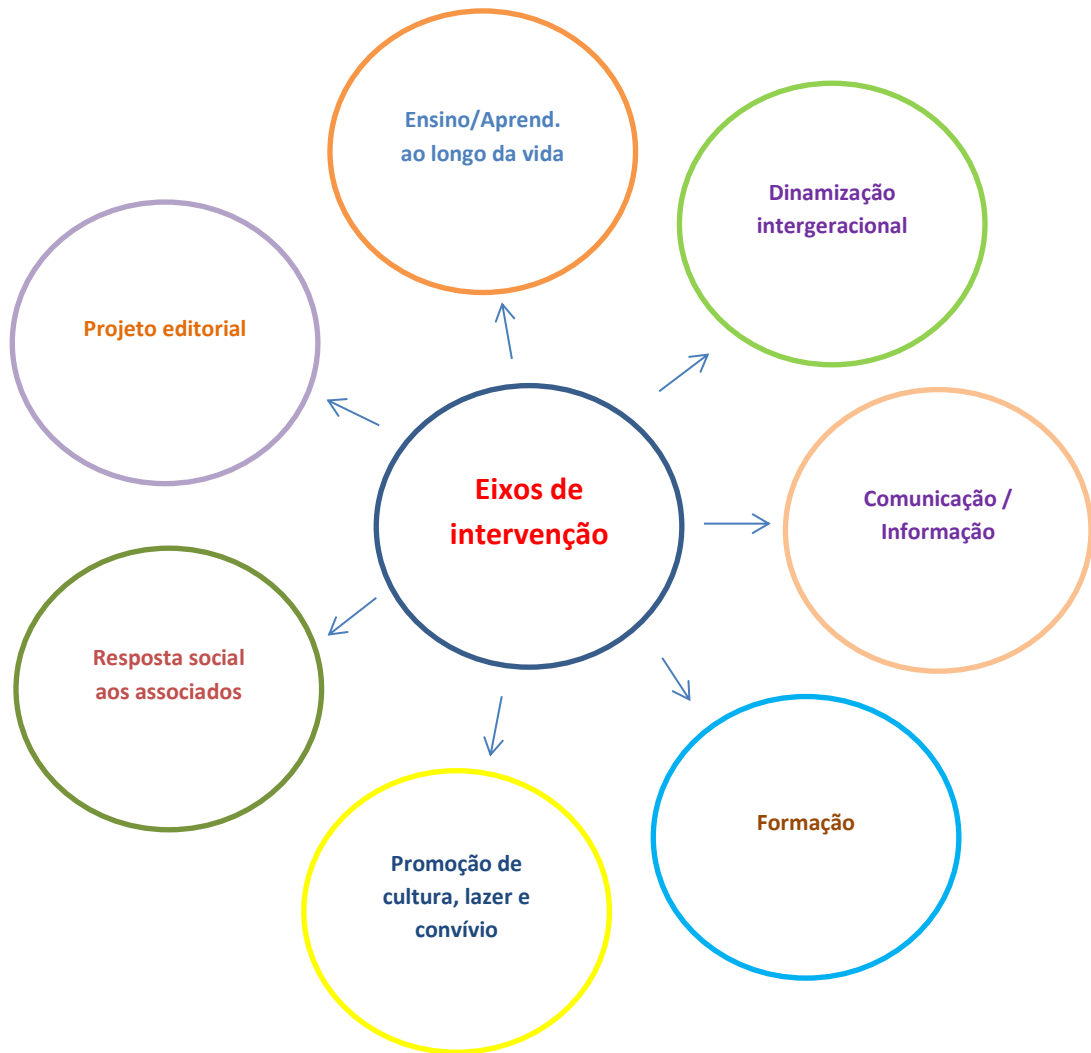 Ensino/Aprend.
ao longo da vida
Dinamização
intergeracional
Projeto editorial
Eixos de
intervenção
Comunicação /
Informação
Resposta social
aos associados
Formação
Promoção de
cultura, lazer e
convívio